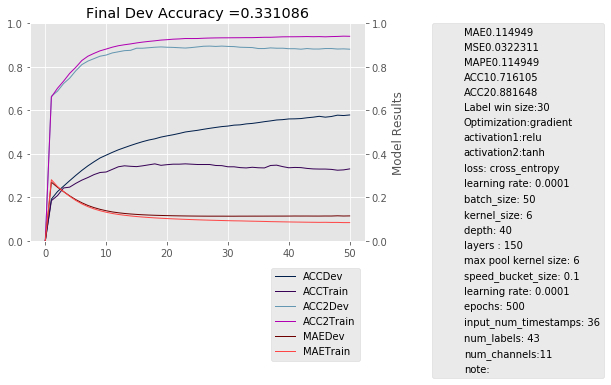 Final Dev Accuracy =0.331086
1.0 1.0
0.8 0.8
0.6 0.6
0.4 0.4
0.2 0.2
0.0 0.0
0 10 20 30 40 50
Model Results
ACCDev
ACCTrain
ACC2Dev
ACC2Train
MAEDev
MAETrain
MAE0.114949
MSE0.0322311
MAPE0.114949
ACC10.716105
ACC20.881648
Label win size:30
Optimization:gradient
activation1:relu
activation2:tanh
loss: cross_entropy
learning rate: 0.0001
batch_size: 50
kernel_size: 6
depth: 40
layers : 150
max pool kernel size: 6
speed_bucket_size: 0.1
learning rate: 0.0001
epochs: 500
input_num_timestamps: 36
num_labels: 43
num_channels:11
note: